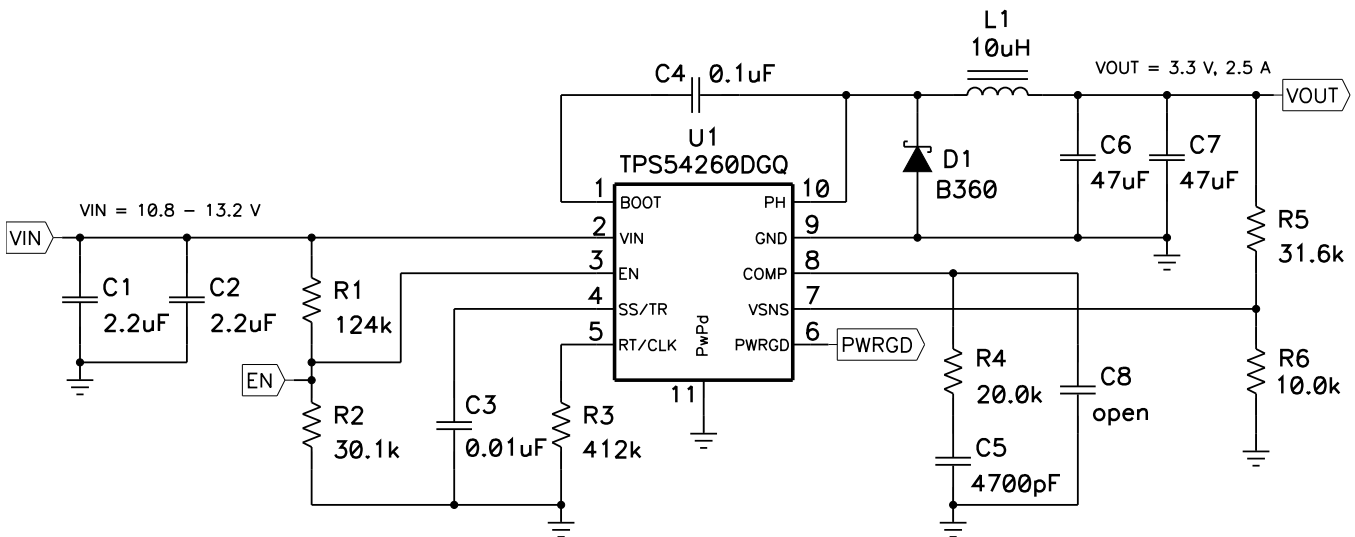 L1
10uH
C4 0.1uF
VOUT = 3.3 V, 2.5 A
VOUT
U1
TPS54260DGQ
D1
B360
C6
47uF
C7
47uF
VIN = 10.8 – 13.2 V
VIN
1
BOOT
PH
10
2
VIN
GND
9
3
EN
COMP
8
4
SS/TR
VSNS
7
5
RT/CLK
PWRGD
6
PwPd
11
PWRGD
R5
31.6k
C1
2.2uF
C2
2.2uF
R1
124k
EN
R2
30.1k
C3
0.01uF
R3
412k
R4
20.0k
C8
open
R6
10.0k
C5
4700pF